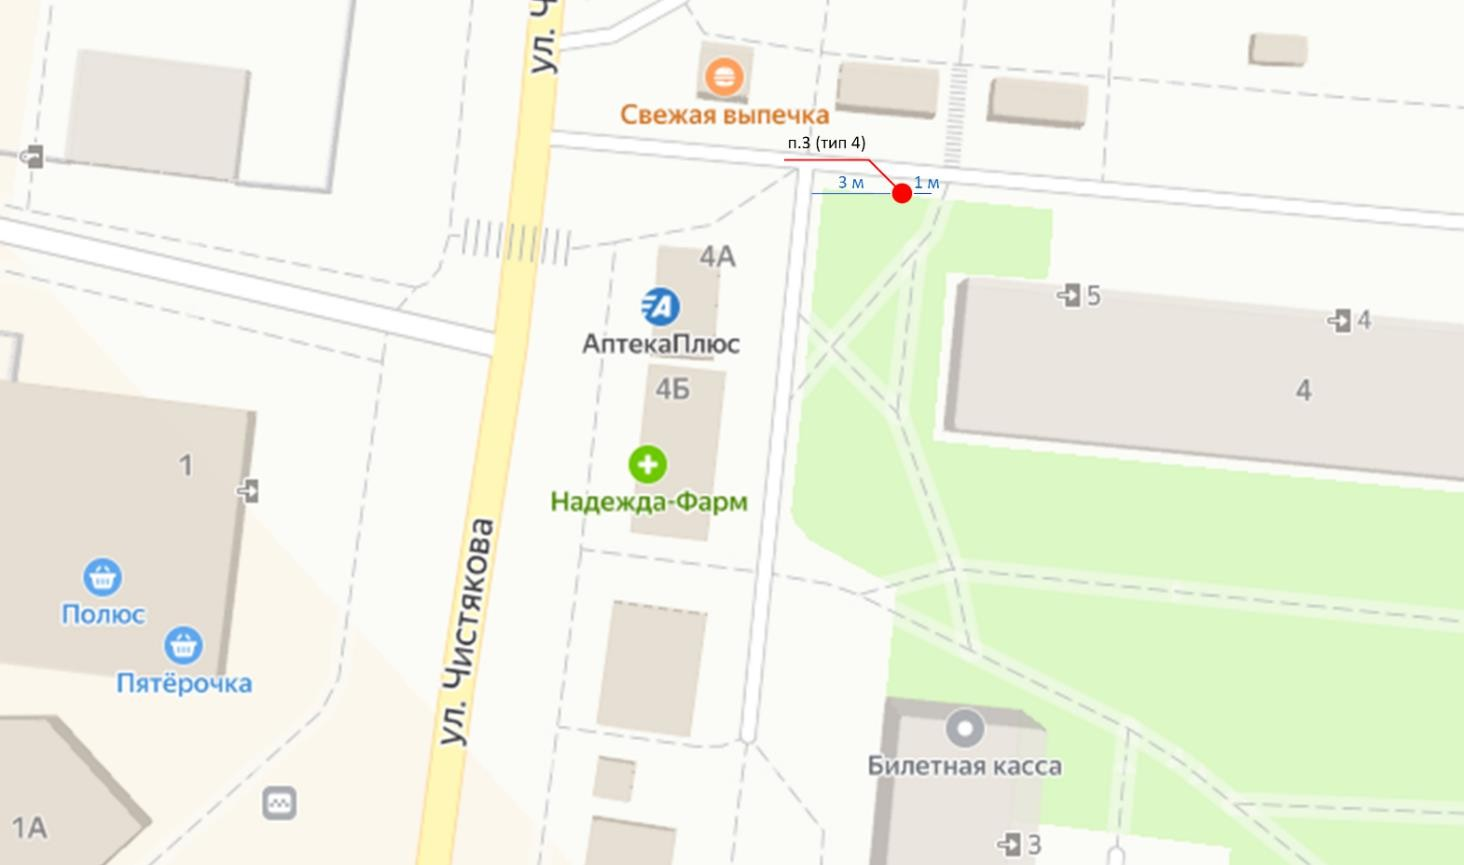 ул. Ч
Свежая выпечка
п.3 (тип 4)
3 м
1 м
4А
АптекаПлюс
5
4
4Б
4
1
Надежда-Фарм
ул. Чистякова
Полюс
Пятёрочка
Билетная касса
1А
3